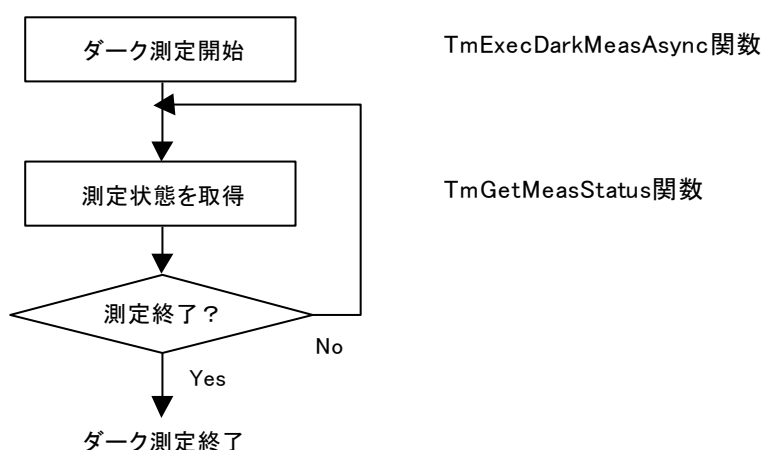 ダーク測定開始
TmExecDarkMeasAsync関数
測定状態を取得
TmGetMeasStatus関数
測定終了？
No
Yes
ダーク測定終了